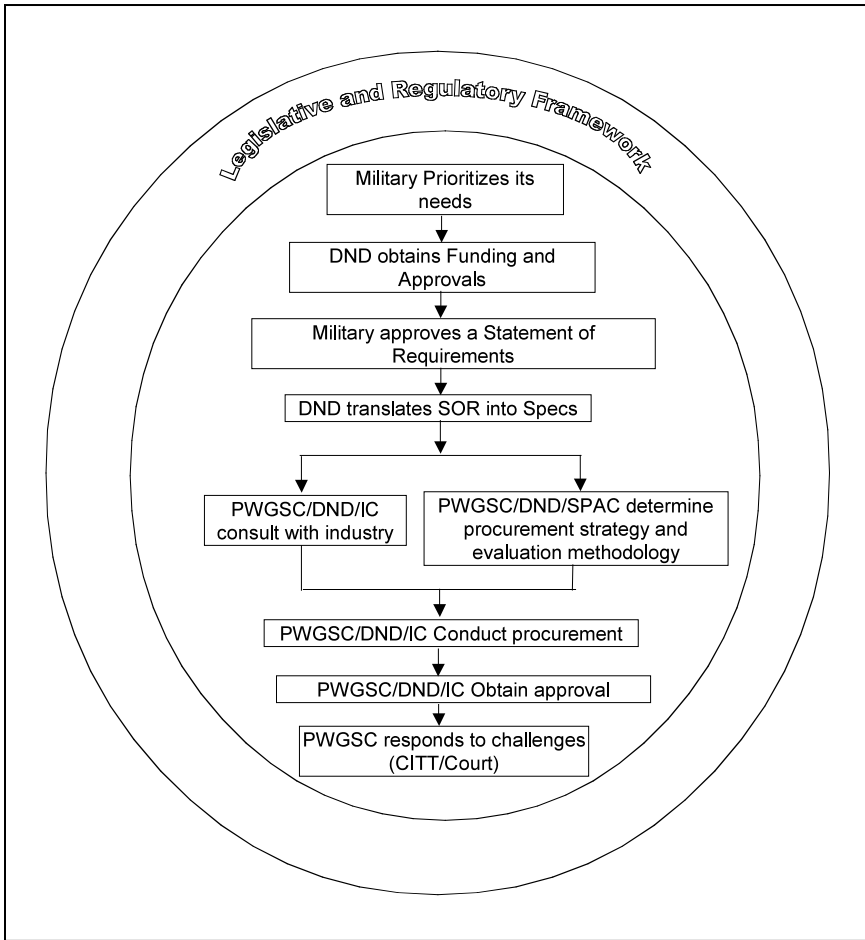 Legislative and Regulatory Framework
Military Prioritizes its
needs
DND obtains Funding and
Approvals
Military approves a Statement of
Requirements
DND translates SOR into Specs
PWGSC/DND/IC
consult with industry
PWGSC/DND/SPAC determine
procurement strategy and
evaluation methodology
PWGSC/DND/IC Conduct procurement
PWGSC/DND/IC Obtain approval
PWGSC responds to challenges
(CITT/Court)